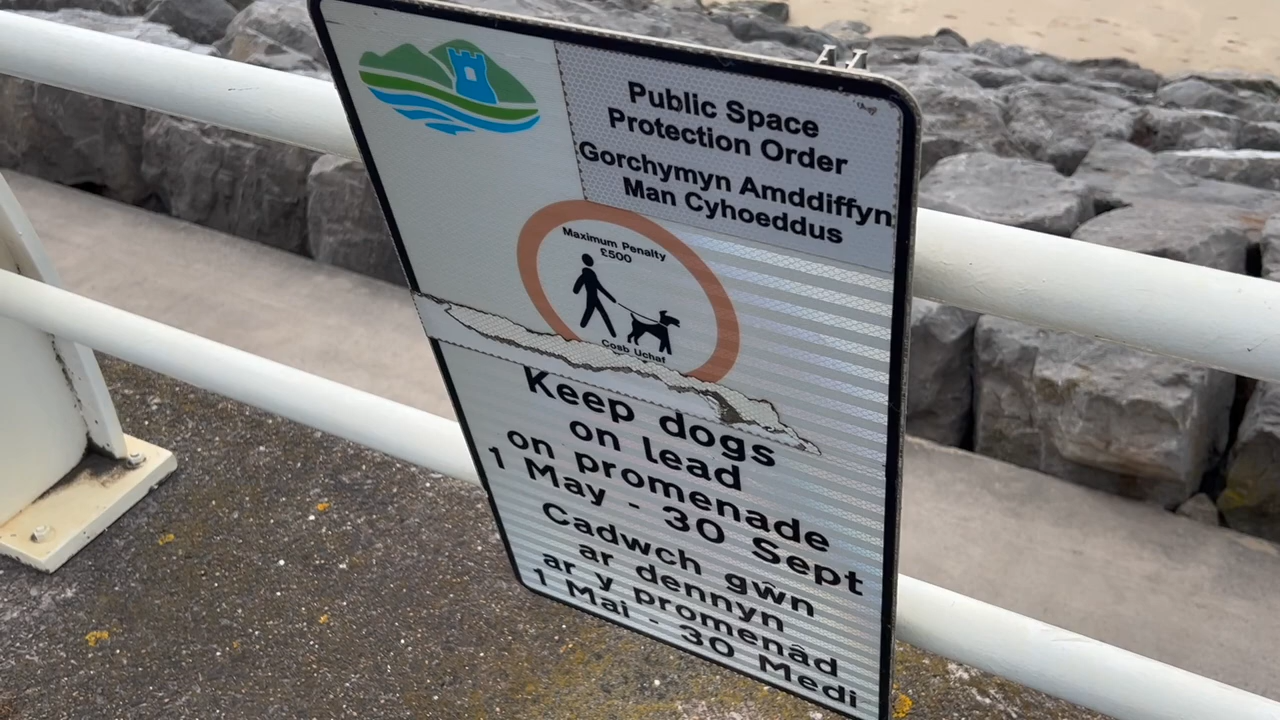 Public Space
Protection Order
Gorchymyn Amddiffyn
Man Cyhoeddus
Maximum Penalty
£500
Cosb Uchaf
Keep dogs
on lead
on promenade
1 May - 30 Sept
Cadwch gŵn
ar dennyn
ar y promenâd
1 Mai - 30 Medi